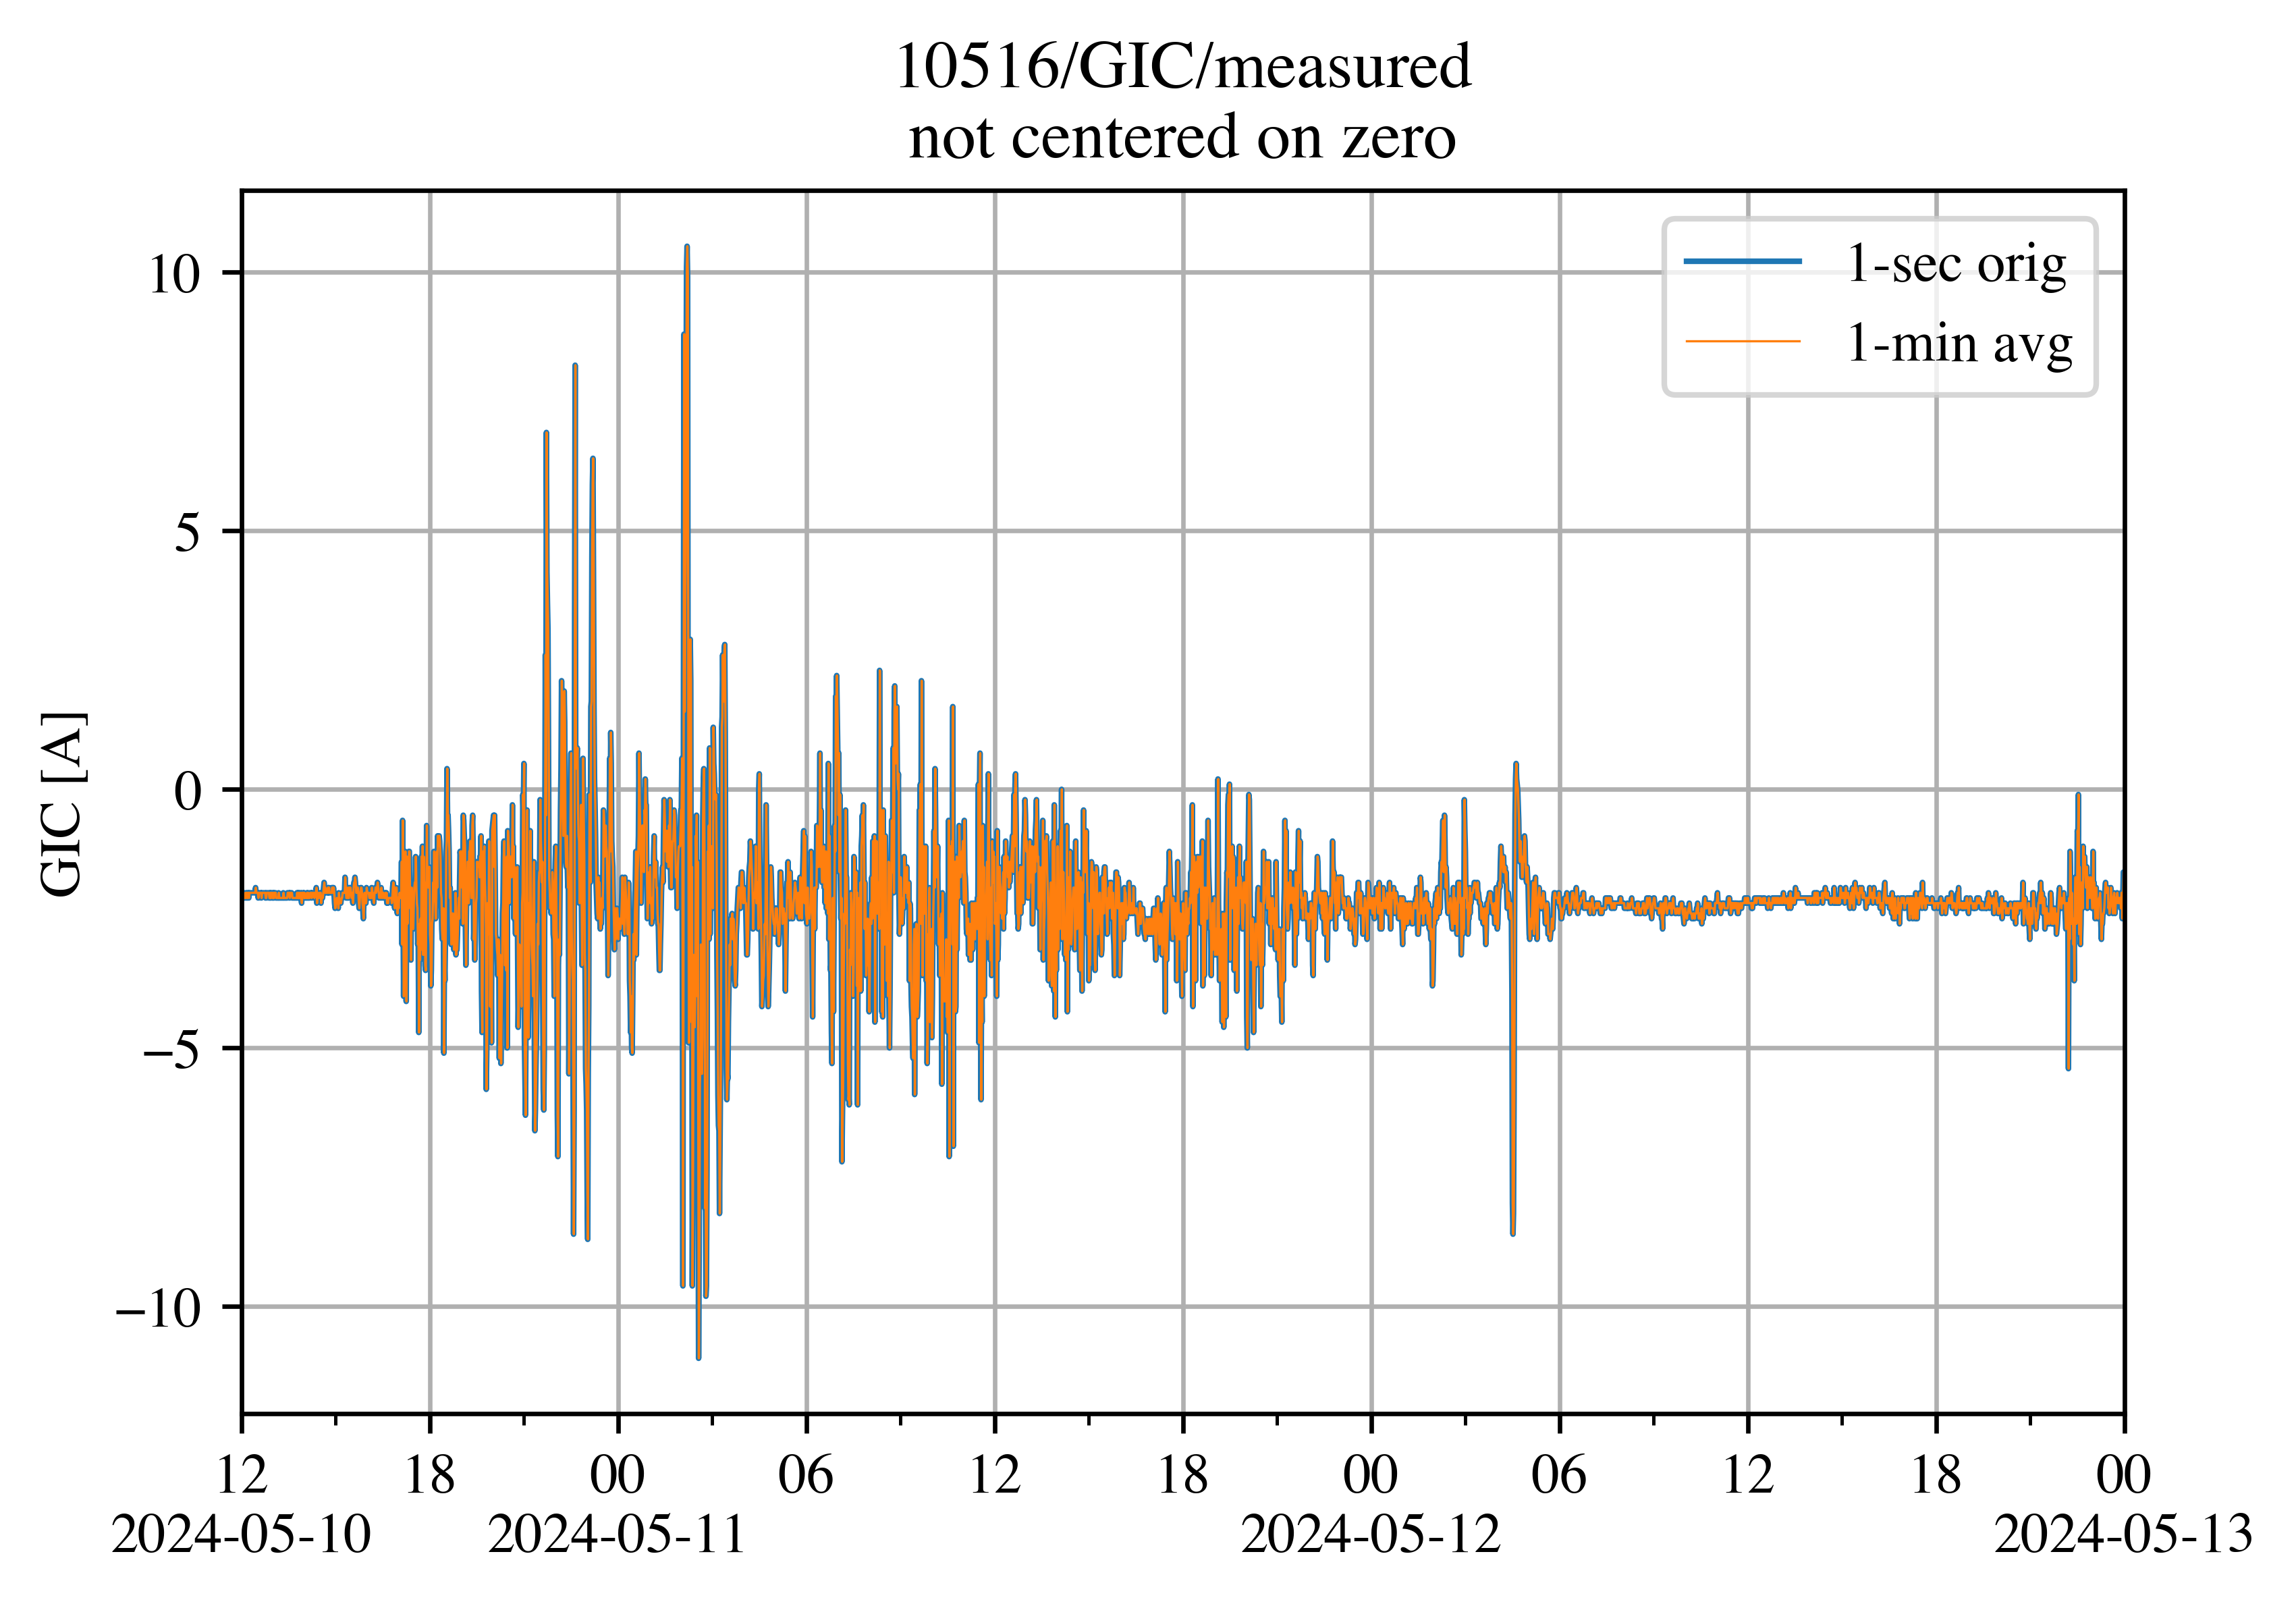 10516/GIC/measured
not centered on zero
1-sec orig
1-min avg
10
5
0
−5
−10
GIC [A]
12 18 00 06 12 18 00 06 12 18 00
2024-05-10 2024-05-11 2024-05-12 2024-05-13